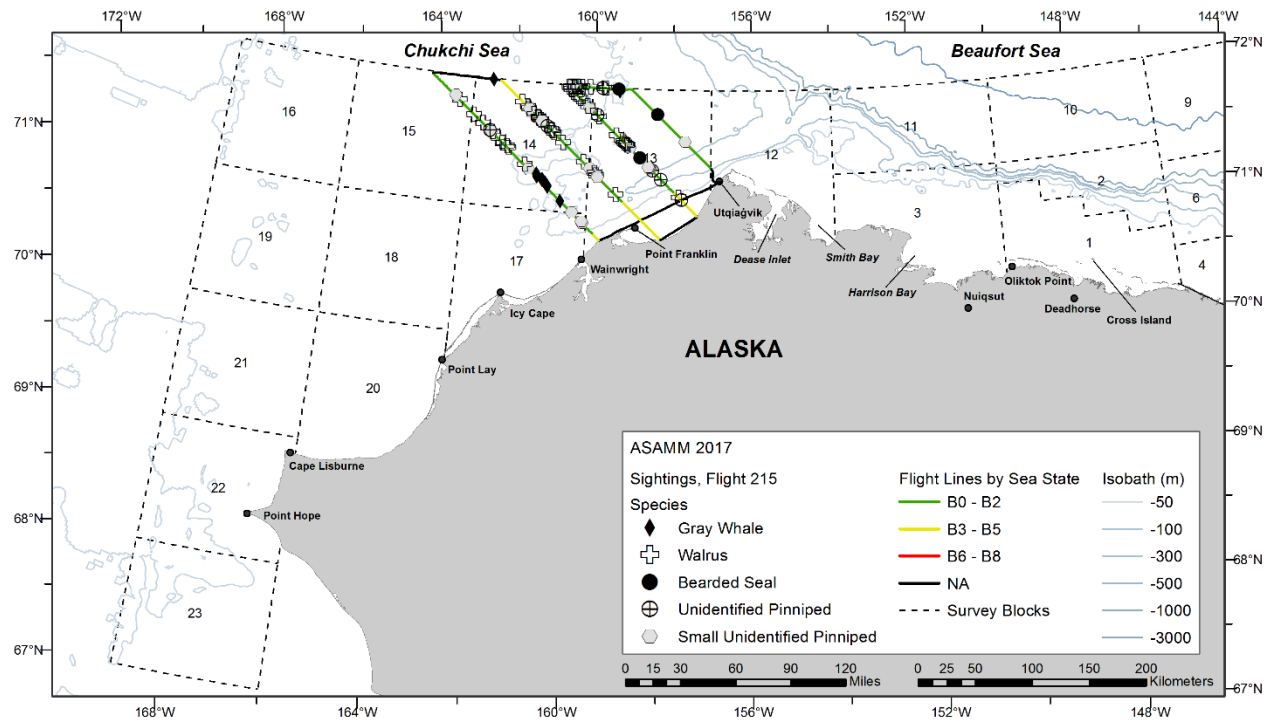 172°W 168°W 164°W 160°W 156°W 152°W 148°W 144°W
Chukchi Sea
Beaufort Sea
72°N
71°N
70°N
69°N
68°N
67°N
72°N
71°N
70°N
69°N
68°N
67°N
16
15
14
13
12
11
10
9
2
6
3
1
4
19
18
17
21
20
22
23
Utqiaġvik
Point Franklin
Wainwright
Dease Inlet
Smith Bay
Harrison Bay
Oliktok Point
Nuiqsut
Deadhorse
Cross Island
Icy Cape
Point Lay
ALASKA
Cape Lisburne
Point Hope
ASAMM 2017
Sightings, Flight 215
Species
Gray Whale
Walrus
Bearded Seal
Unidentified Pinniped
Small Unidentified Pinniped
Flight Lines by Sea State
B0 - B2
B3 - B5
B6 - B8
NA
Survey Blocks
Isobath (m)
-50
-100
-300
-500
-1000
-3000
0 15 30 60 90 120
Miles
0 25 50 100 150 200
Kilometers
168°W 164°W 160°W 156°W 152°W 148°W